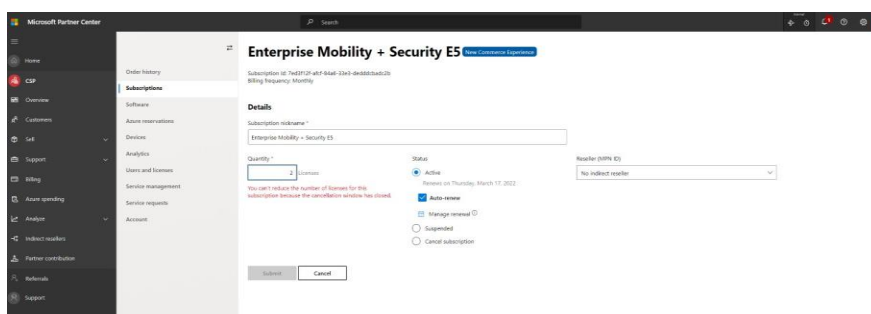 Microsoft Partner Center
Search
Home
CSP
Overview
Customers
Sell
Support
Billing
Azure spending
Analyze
Indirect resellers
Partner contribution
Referrals
Support
Order history
Subscriptions
Software
Azure reservations
Devices
Analytics
Users and licenses
Service management
Service requests
Account
Enterprise Mobility + Security E5 New Commerce Experience
Billing frequency: Monthly
Details
Subscription nickname *
Enterprise Mobility + Security E5
Quantity *
2 Licenses
You can't reduce the number of licenses for this
subscription because the cancellation window has closed.
Status
Active
Renews on Thursday, March 17, 2022
Auto-renew
Manage renewal
Suspended
Cancel subscription
Reseller (MPN ID)
No indirect reseller
Submit
Cancel